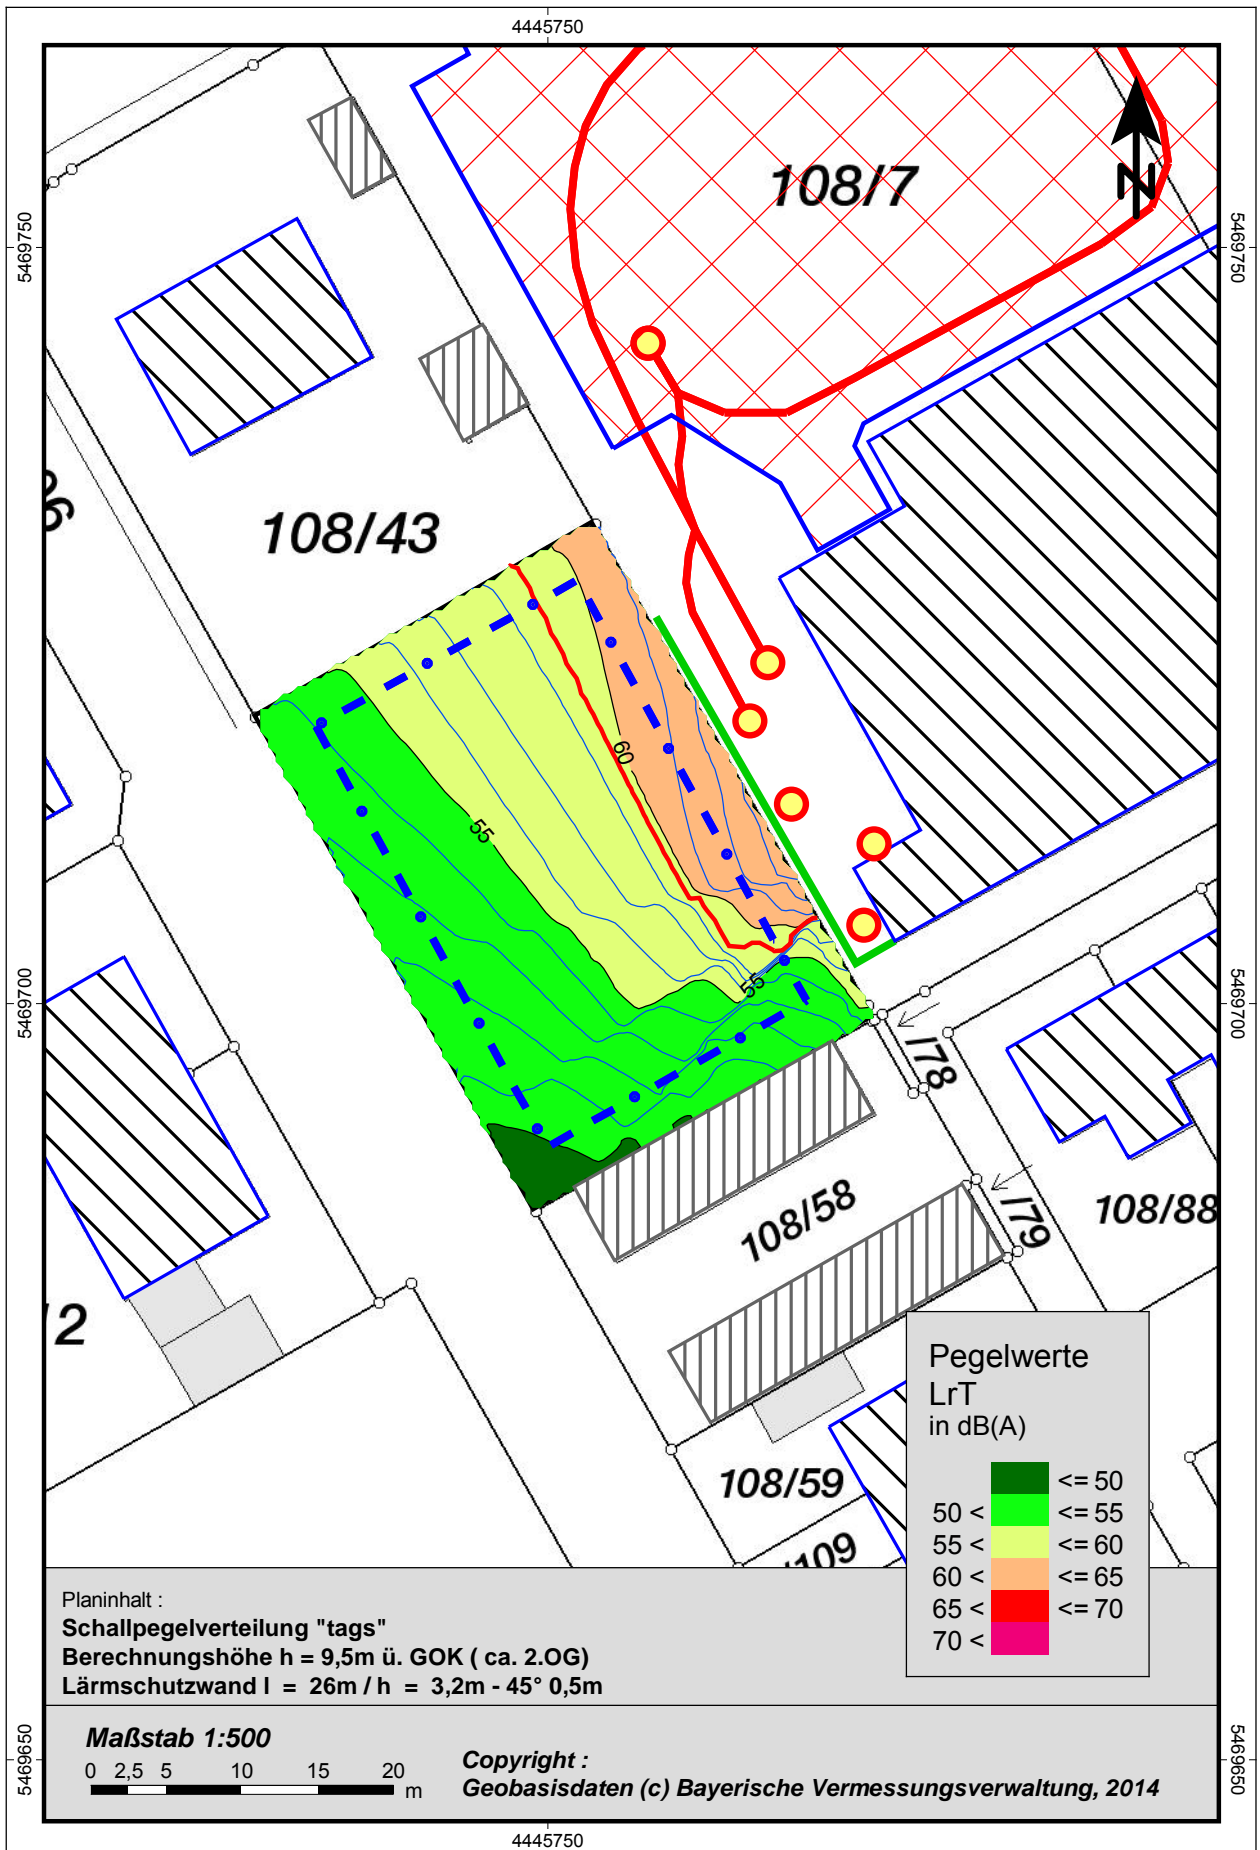 4445750
5469750
5469750
108/7
N
108/43
60
55
55
5469700
5469700
/78
/79
108/58
108/88
/2
108/59
/109
Pegelwerte
LrT
in dB(A)
<= 50
50 < <= 55
55 < <= 60
60 < <= 65
65 < <= 70
70 <
Planinhalt :
Schallpegelverteilung "tags"
Berechnungshöhe h = 9,5m ü. GOK ( ca. 2.OG)
Lärmschutzwand l = 26m / h = 3,2m - 45° 0,5m
Maßstab 1:500
0 2,5 5 10 15 20
m
Copyright :
Geobasisdaten (c) Bayerische Vermessungsverwaltung, 2014
5469650
5469650
4445750